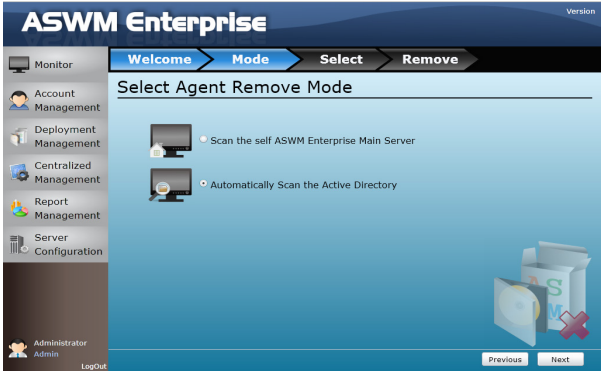 ASWM Enterprise
Version
Welcome
Mode
Select
Remove
Monitor
Account
Management
Deployment
Management
Centralized
Management
Report
Management
Server
Configuration
Select Agent Remove Mode
Scan the self ASWM Enterprise Main Server
Automatically Scan the Active Directory
A S
W M
Administrator
Admin
LogOut
Previous
Next